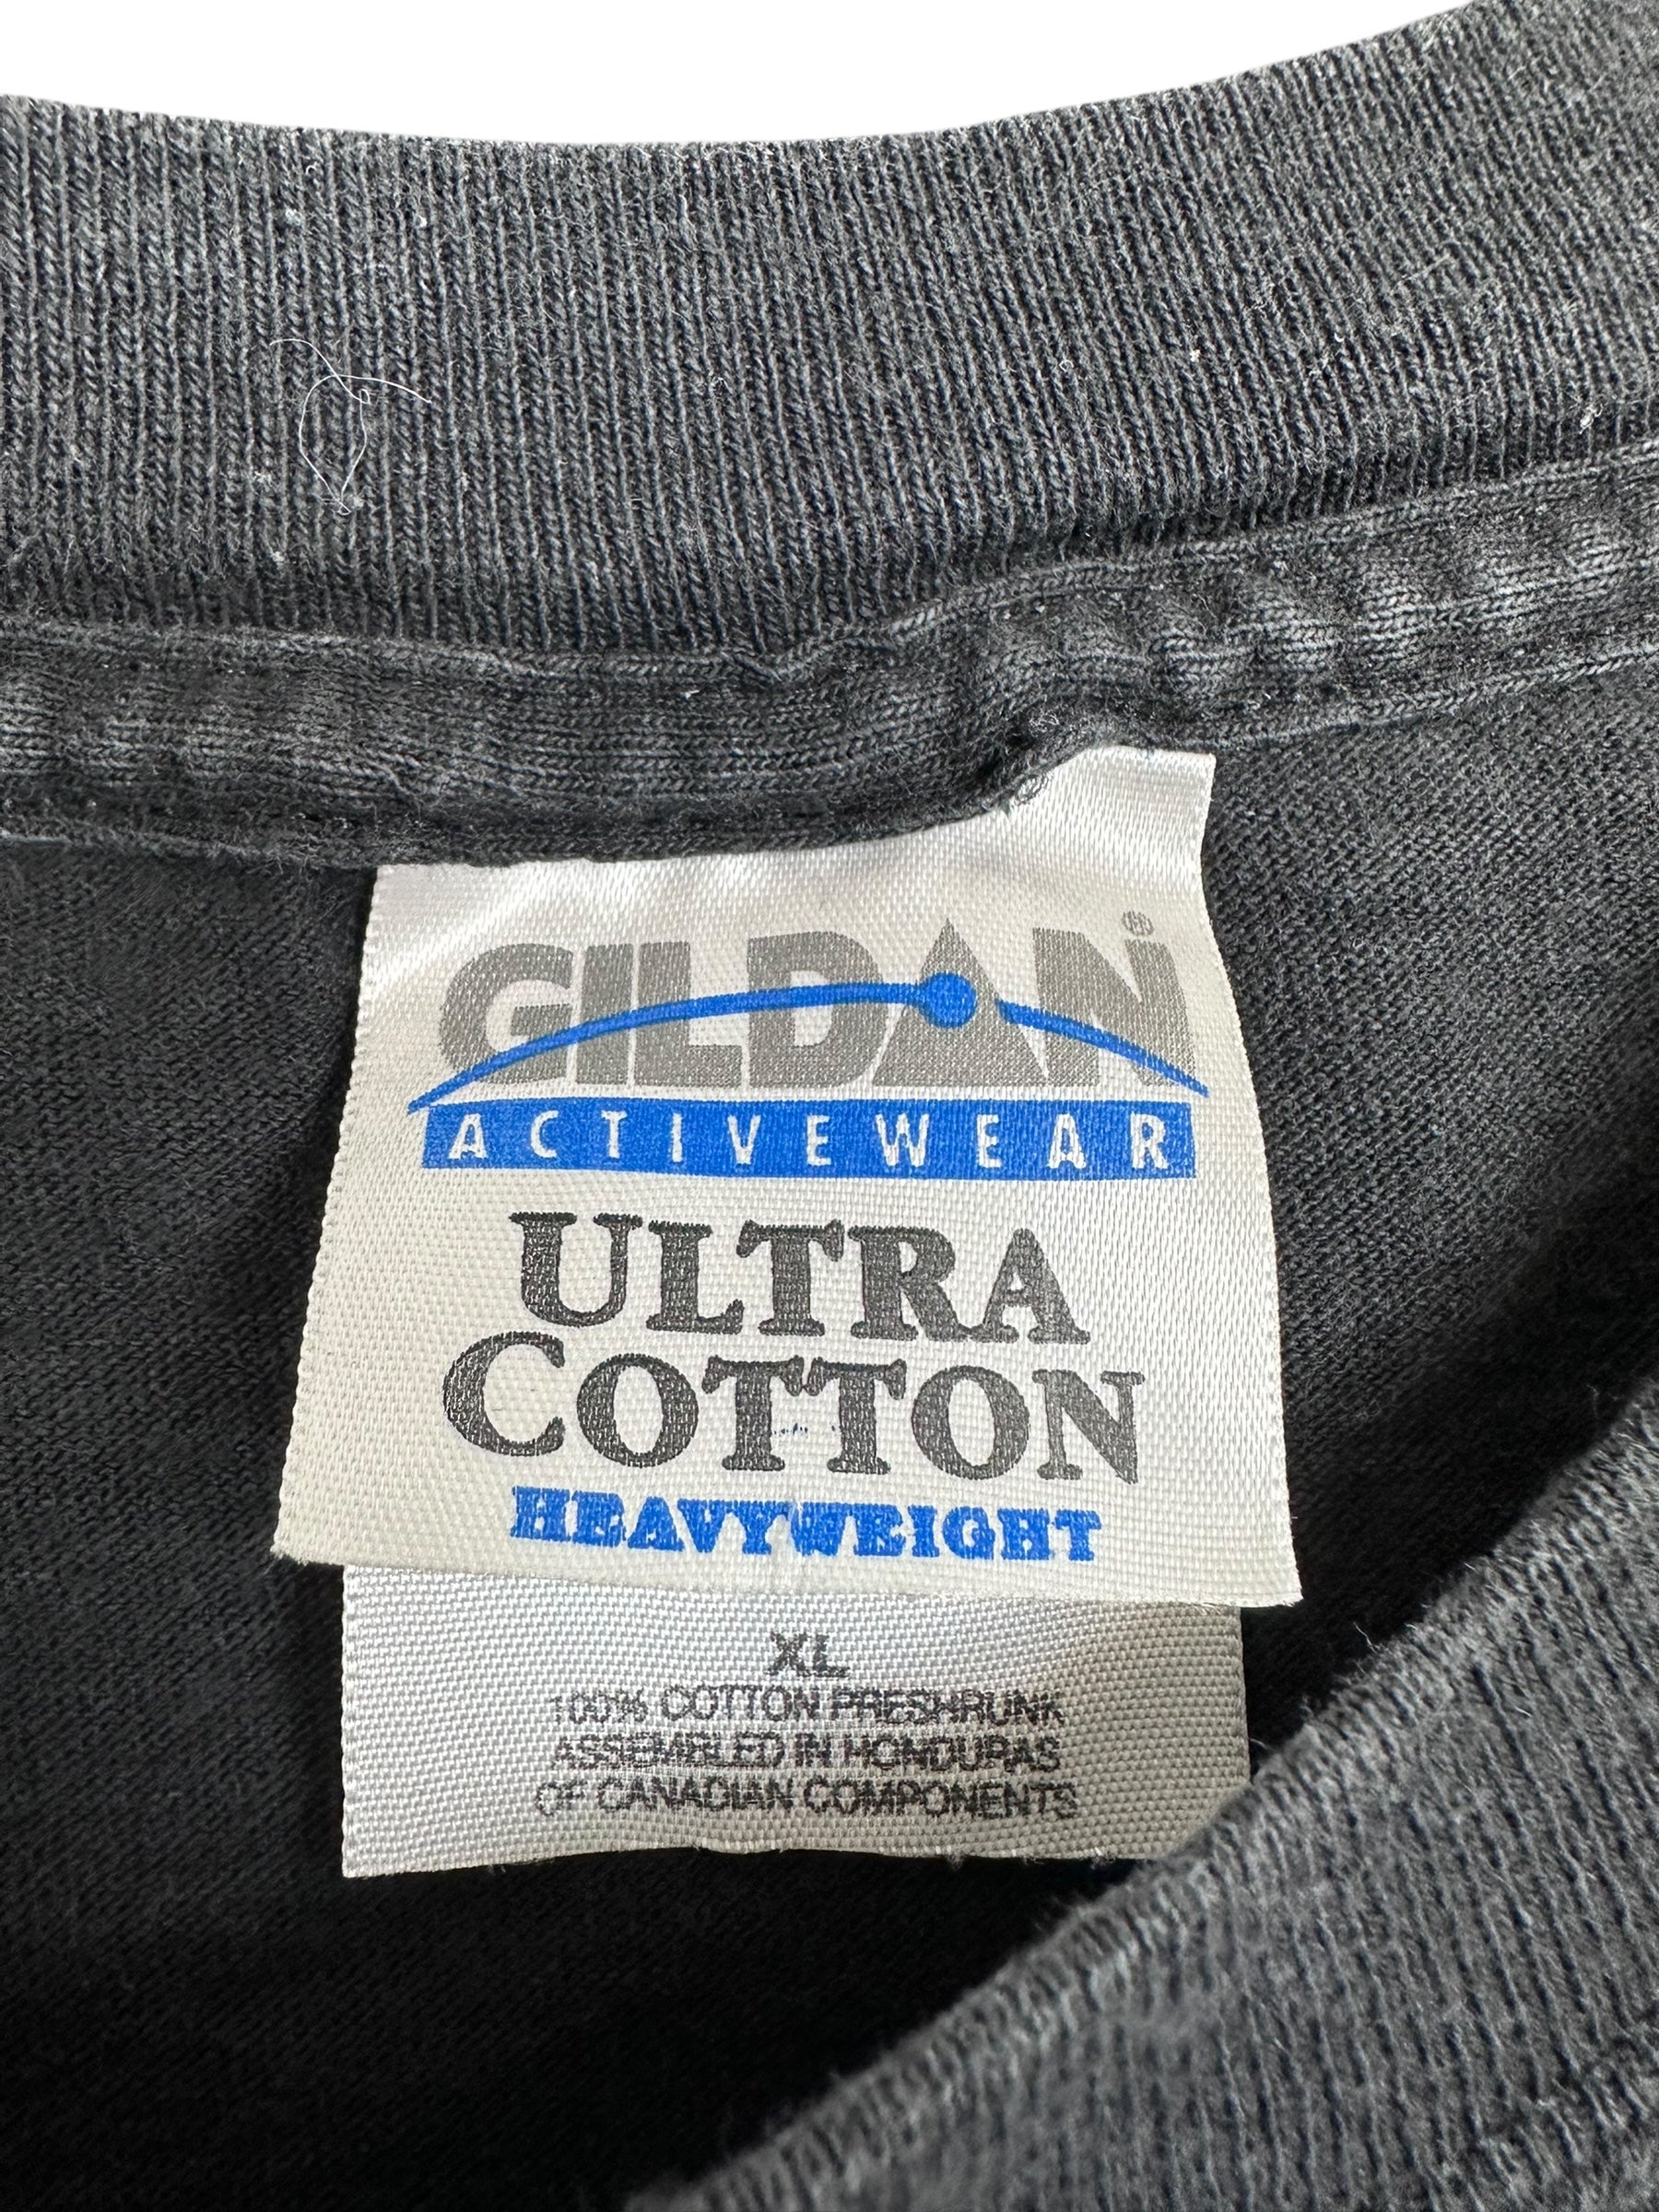 GILDAN®
ACTIVEWEAR
ULTRA
COTTON
HEAVYWEIGHT
XL
100% COTTON PRESHRUNK
ASSEMBLED IN HONDURAS
OF CANADIAN COMPONENTS